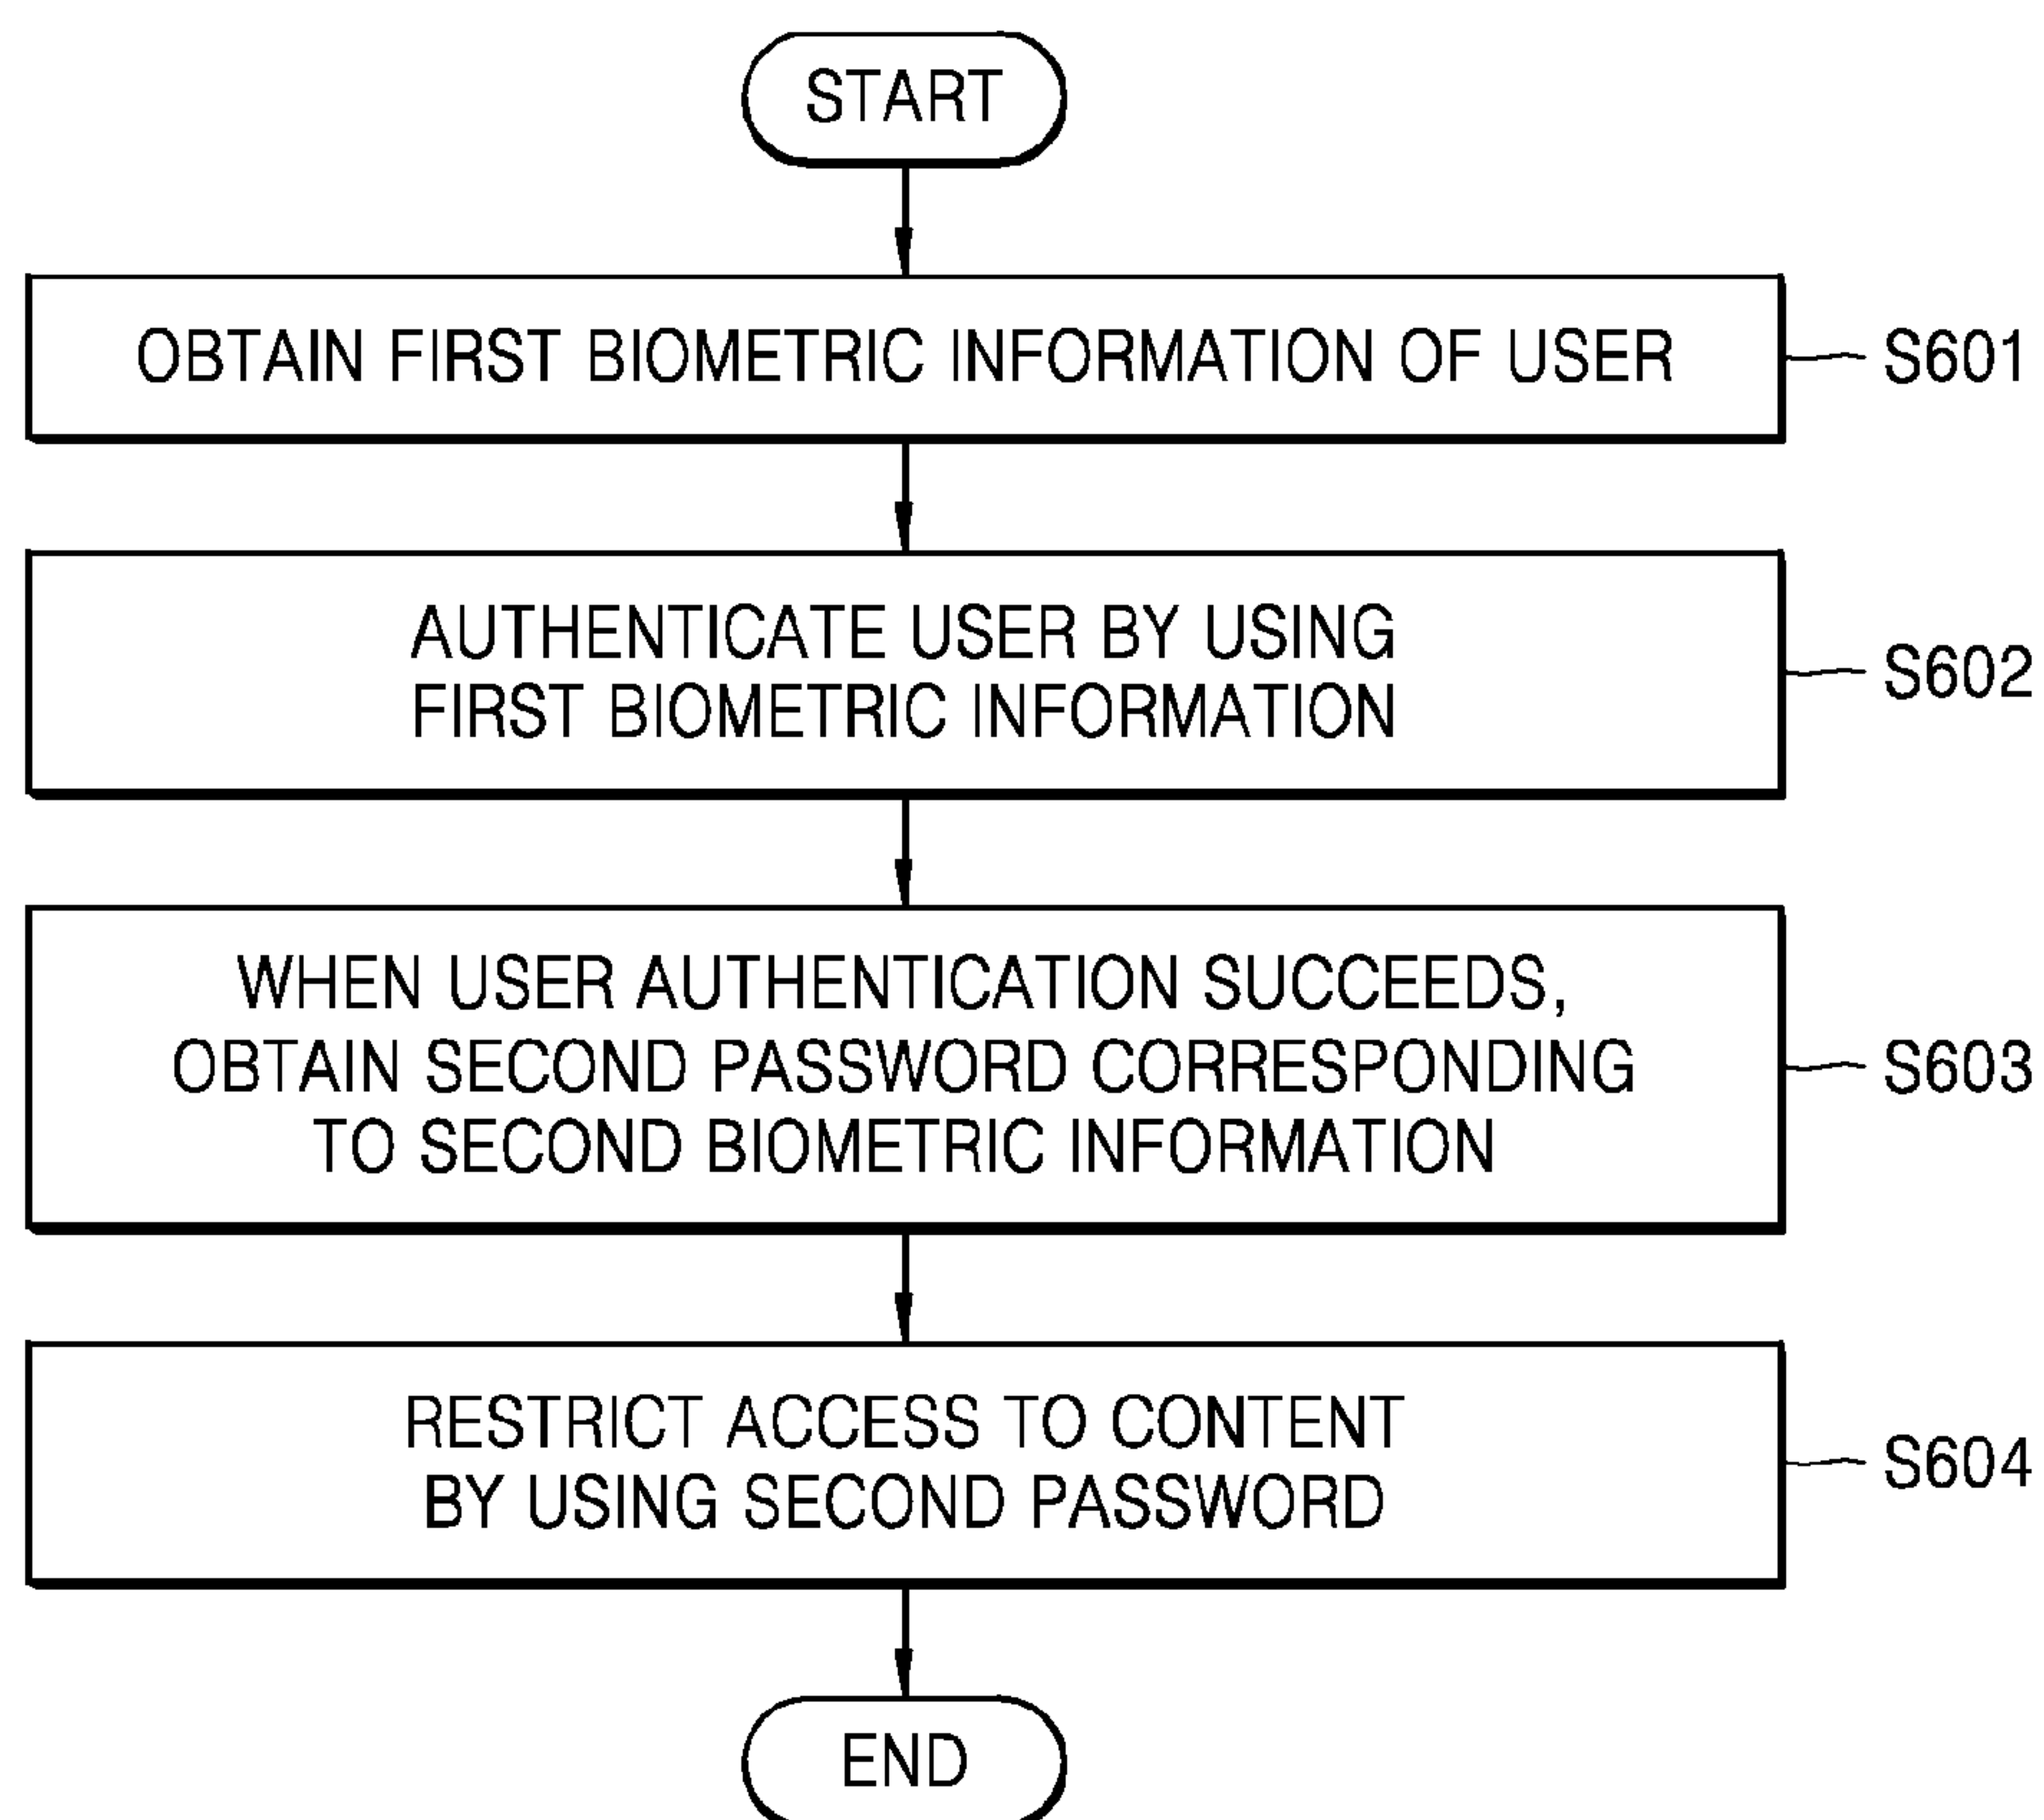 START
OBTAIN FIRST BIOMETRIC INFORMATION OF USER
S601
AUTHENTICATE USER BY USING
FIRST BIOMETRIC INFORMATION
S602
WHEN USER AUTHENTICATION SUCCEEDS,
OBTAIN SECOND PASSWORD CORRESPONDING
TO SECOND BIOMETRIC INFORMATION
S603
RESTRICT ACCESS TO CONTENT
BY USING SECOND PASSWORD
S604
END